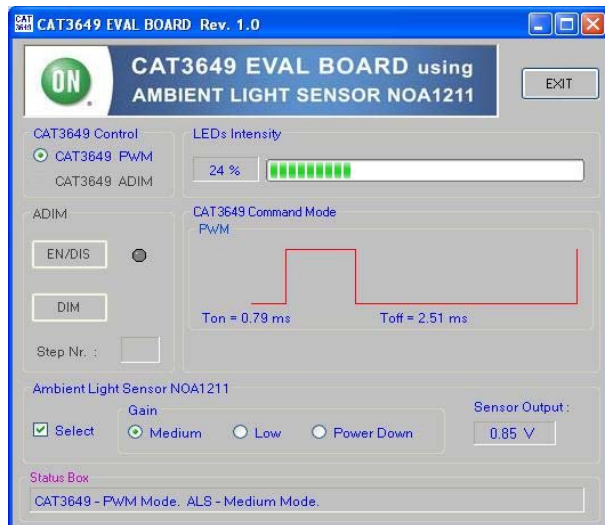 CAT
3649
CAT3649 EVAL BOARD Rev. 1.0
ON
CAT3649 EVAL BOARD using
AMBIENT LIGHT SENSOR NOA1211
EXIT
CAT3649 Control
CAT3649 PWM
CAT3649 ADIM
LEDs Intensity
24 %
ADIM
EN/DIS
DIM
Step Nr. :
CAT3649 Command Mode
PWM
Ton = 0.79 ms
Toff = 2.51 ms
Ambient Light Sensor NOA1211
Select
Gain
Medium
Low
Power Down
Sensor Output :
0.85 V
Status Box
CAT3649 - PWM Mode. ALS - Medium Mode.